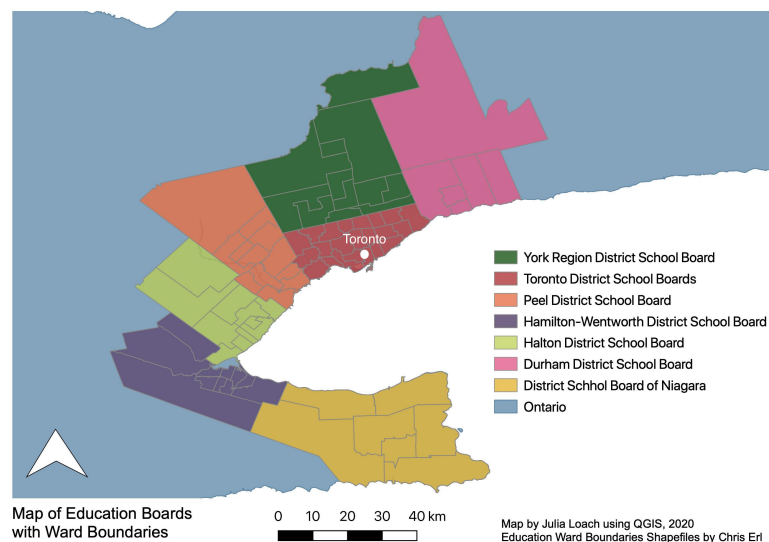 Toronto
York Region District School Board
Toronto District School Boards
Peel District School Board
Hamilton-Wentworth District School Board
Halton District School Board
Durham District School Board
District Schhol Board of Niagara
Ontario
Map of Education Boards
with Ward Boundaries
0 10 20 30 40 km
Map by Julia Loach using QGIS, 2020
Education Ward Boundaries Shapefiles by Chris Erl